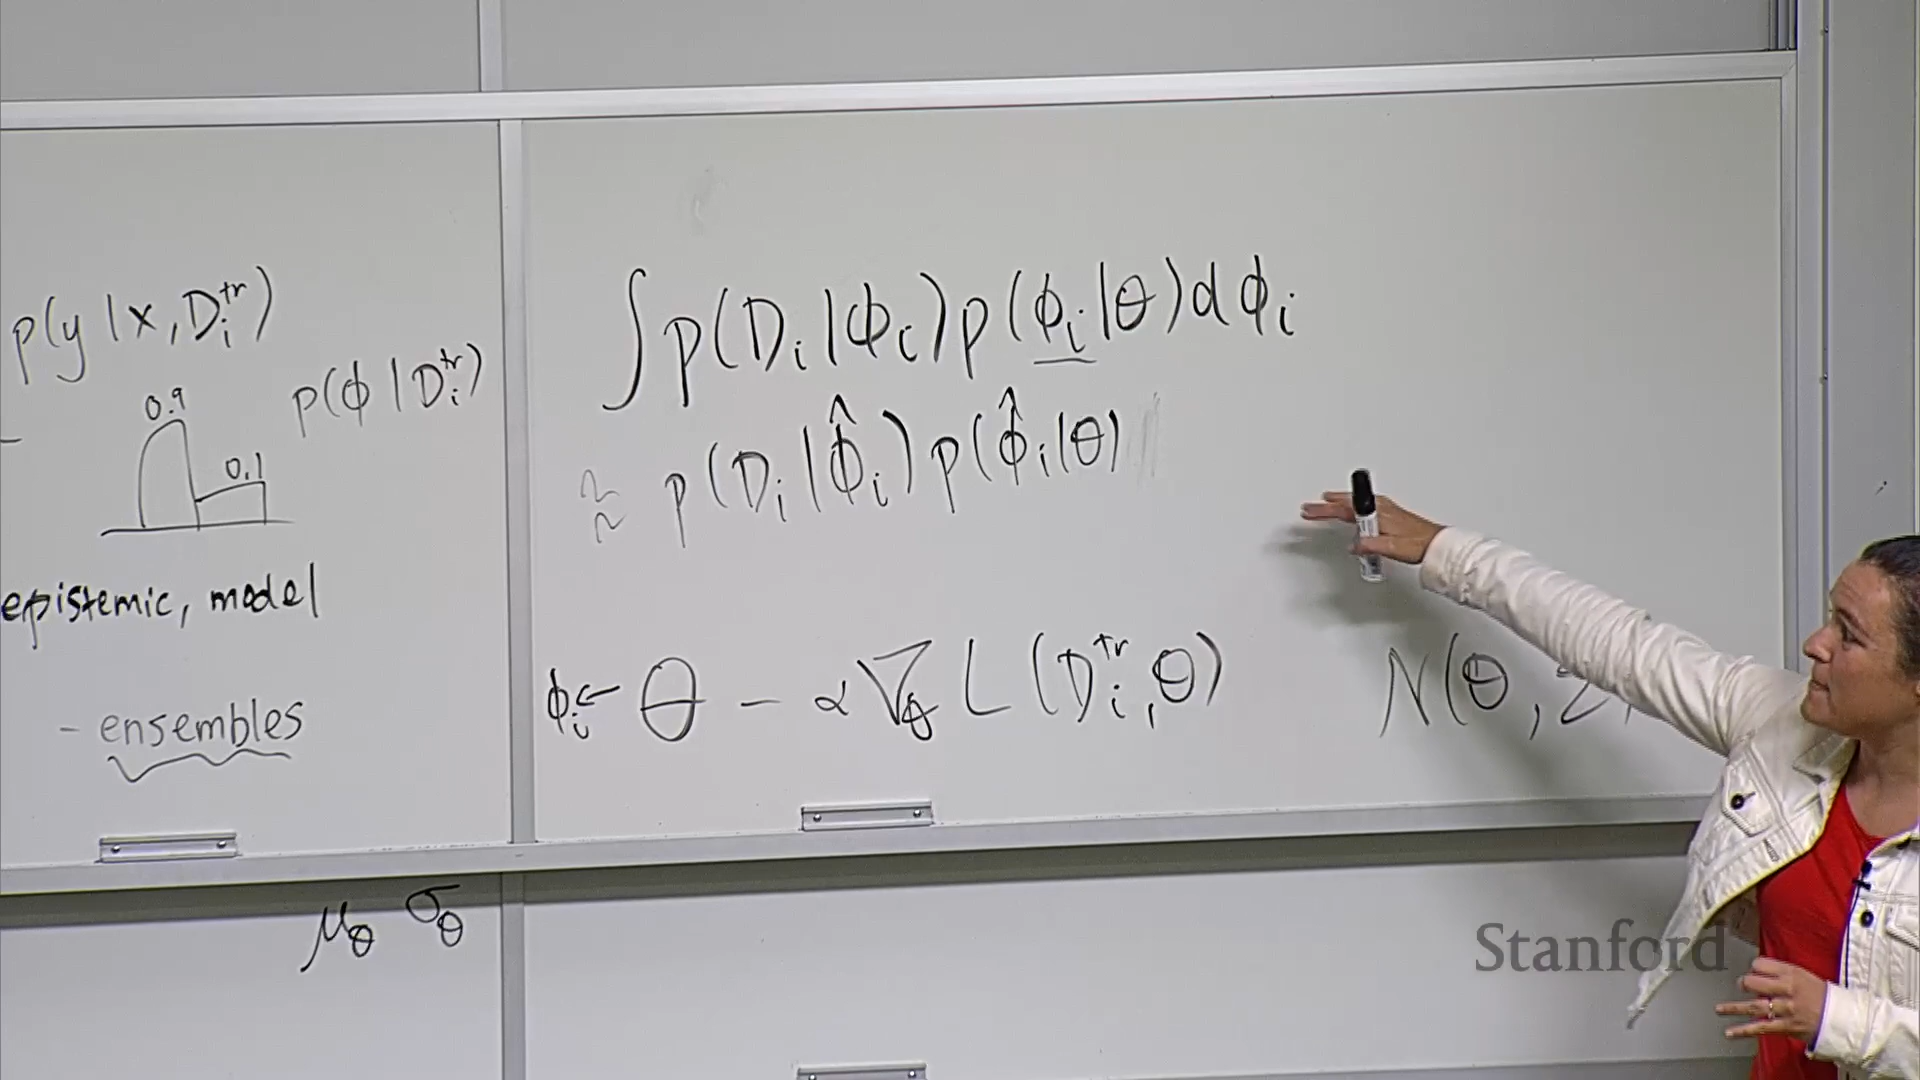 p(y|x, D_i^tr)
0.9
p(ϕ|D_i^tr)
0.1
epistemic, model
- ensembles
μ_θ σ_θ
∫p(D_i|ϕ_i)p(ϕ_i|θ)dϕ_i
≈ p(D_i|ϕ̂_i)p(ϕ̂_i|θ)
ϕ_i ← θ - α∇_θ L(D_i^tr, θ)
N(θ, Σ
Stanford